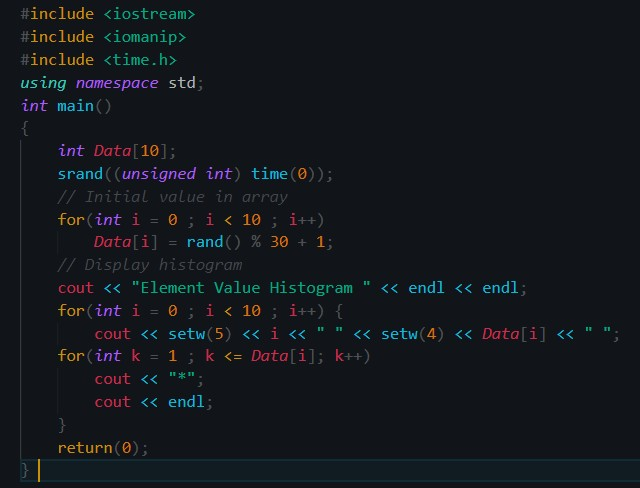 #include <iostream>
#include <iomanip>
#include <time.h>
using namespace std;
int main()
{
    int Data[10];
    srand((unsigned int) time(0));
    // Initial value in array
    for(int i = 0 ; i < 10 ; i++)
        Data[i] = rand() % 30 + 1;
    // Display histogram
    cout << "Element Value Histogram " << endl << endl;
    for(int i = 0 ; i < 10 ; i++) {
        cout << setw(5) << i << " " << setw(4) << Data[i] << " ";
    for(int k = 1 ; k <= Data[i]; k++)
        cout << "*";
        cout << endl;
    }
    return(0);
}